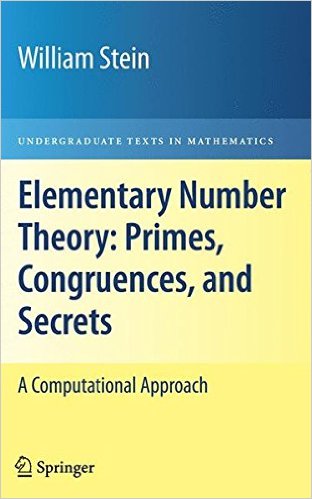 William Stein
UNDERGRADUATE TEXTS IN MATHEMATICS
Elementary Number
Theory: Primes,
Congruences, and
Secrets
A Computational Approach
Springer